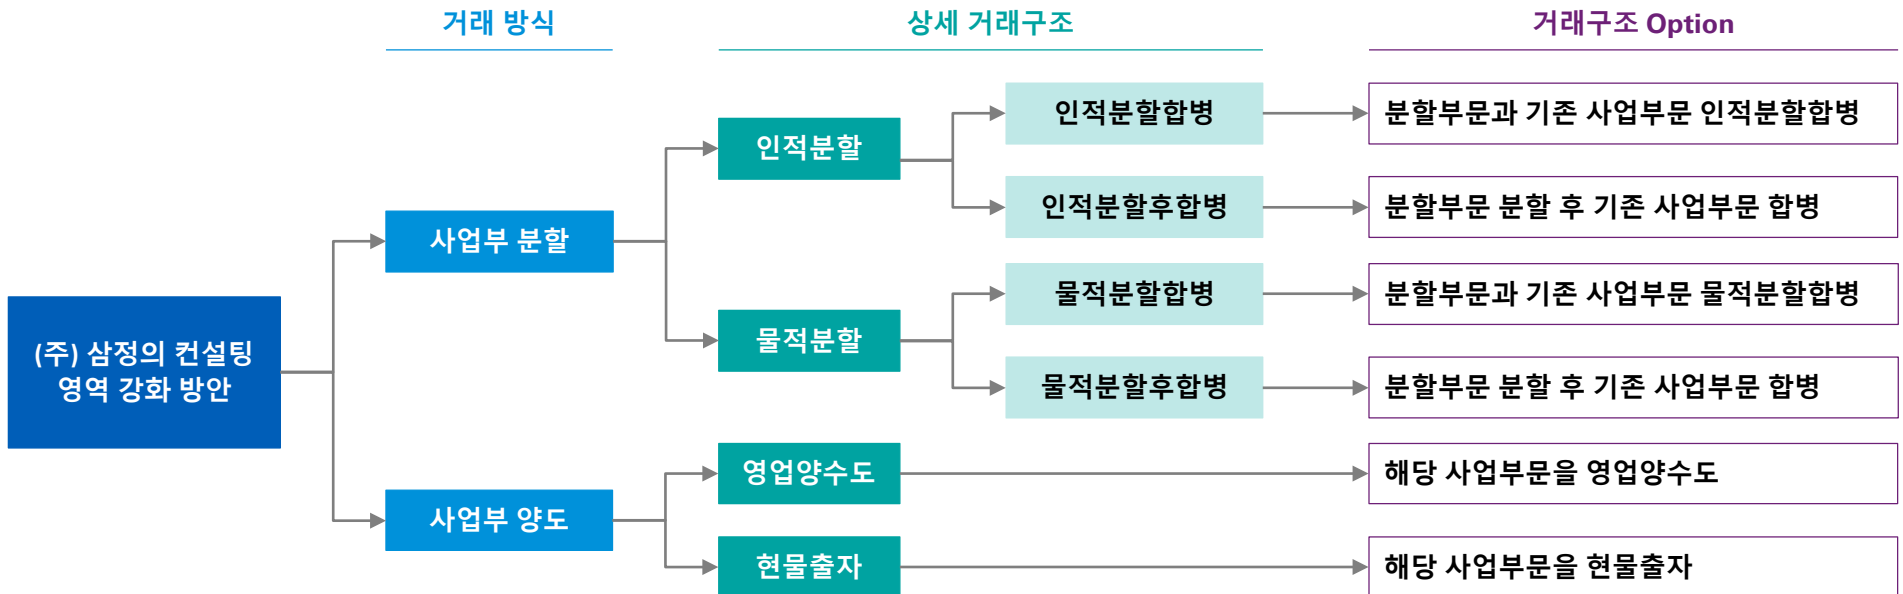 거래 방식
상세 거래구조
거래구조 Option
(주) 삼정의 컨설팅
영역 강화 방안
사업부 분할
인적분할
인적분할합병
분할부문과 기존 사업부문 인적분할합병
인적분할후합병
분할부문 분할 후 기존 사업부문 합병
물적분할
물적분할합병
분할부문과 기존 사업부문 물적분할합병
물적분할후합병
분할부문 분할 후 기존 사업부문 합병
사업부 양도
영업양수도
해당 사업부문을 영업양수도
현물출자
해당 사업부문을 현물출자